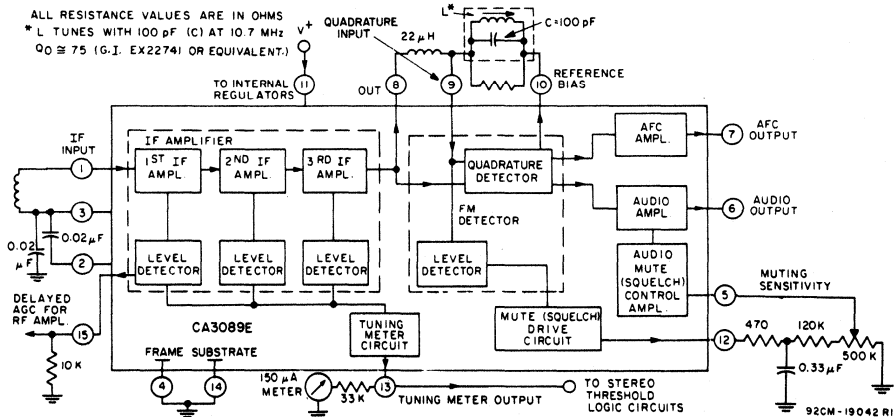 ALL RESISTANCE VALUES ARE IN OHMS
* L TUNES WITH 100 pF (C) AT 10.7 MHz
Q0 ≅ 75 (G.I. EX22741 OR EQUIVALENT.)
V+
11
TO INTERNAL
REGULATORS
QUADRATURE
INPUT
22μH
L*
C=100 pF
OUT
8
9
10
REFERENCE
BIAS
IF
INPUT
1
3
0.02
μF
0.02μF
2
IF AMPLIFIER
1ST IF
AMPL.
2ND IF
AMPL.
3RD IF
AMPL.
LEVEL
DETECTOR
LEVEL
DETECTOR
LEVEL
DETECTOR
QUADRATURE
DETECTOR
FM
DETECTOR
LEVEL
DETECTOR
AFC
AMPL.
7
AFC
OUTPUT
AUDIO
AMPL.
6
AUDIO
OUTPUT
AUDIO
MUTE
(SQUELCH)
CONTROL
AMPL.
5
MUTING
SENSITIVITY
DELAYED
AGC FOR
RF AMPL.
15
10K
CA3089E
TUNING
METER
CIRCUIT
MUTE (SQUELCH)
DRIVE
CIRCUIT
12
470
120K
500 K
0.33μF
FRAME
SUBSTRATE
4
14
150 μA
METER
33K
13
TUNING METER OUTPUT
TO STEREO
THRESHOLD
LOGIC CIRCUITS
92CM-19042 R1